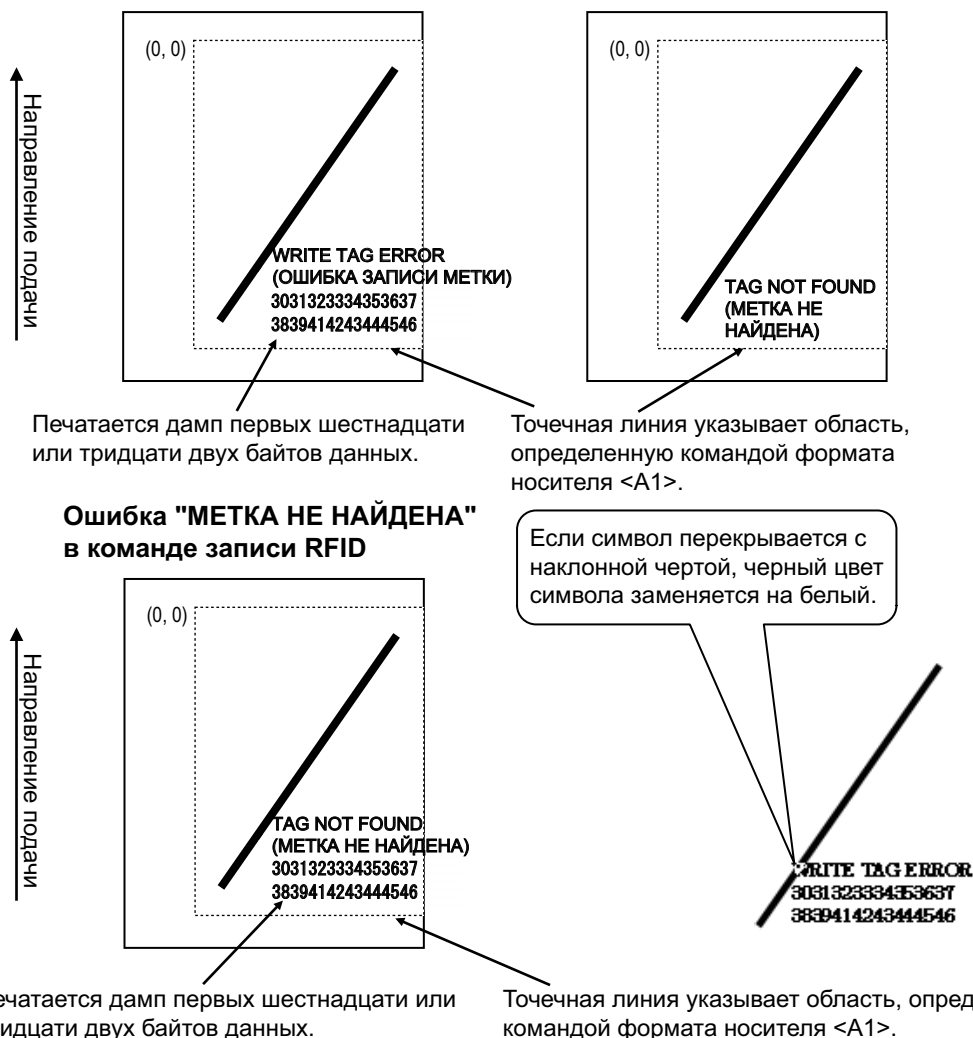 (0, 0)
Направление подачи
WRITE TAG ERROR
(ОШИБКА ЗАПИСИ МЕТКИ)
3031323334353637
3839414243444546
(0, 0)
TAG NOT FOUND
(МЕТКА НЕ
НАЙДЕНА)
Печатается дамп первых шестнадцати
или тридцати двух байтов данных.
Точечная линия указывает область,
определенную командой формата
носителя <A1>.
Ошибка "МЕТКА НЕ НАЙДЕНА"
в команде записи RFID
(0, 0)
Направление подачи
TAG NOT FOUND
(МЕТКА НЕ НАЙДЕНА)
3031323334353637
3839414243444546
Если символ перекрывается с
наклонной чертой, черный цвет
символа заменяется на белый.
WRITE TAG ERROR
3031323334353637
3839414243444546
ечатается дамп первых шестнадцати или
идцати двух байтов данных.
Точечная линия указывает область, опред
командой формата носителя <A1>.